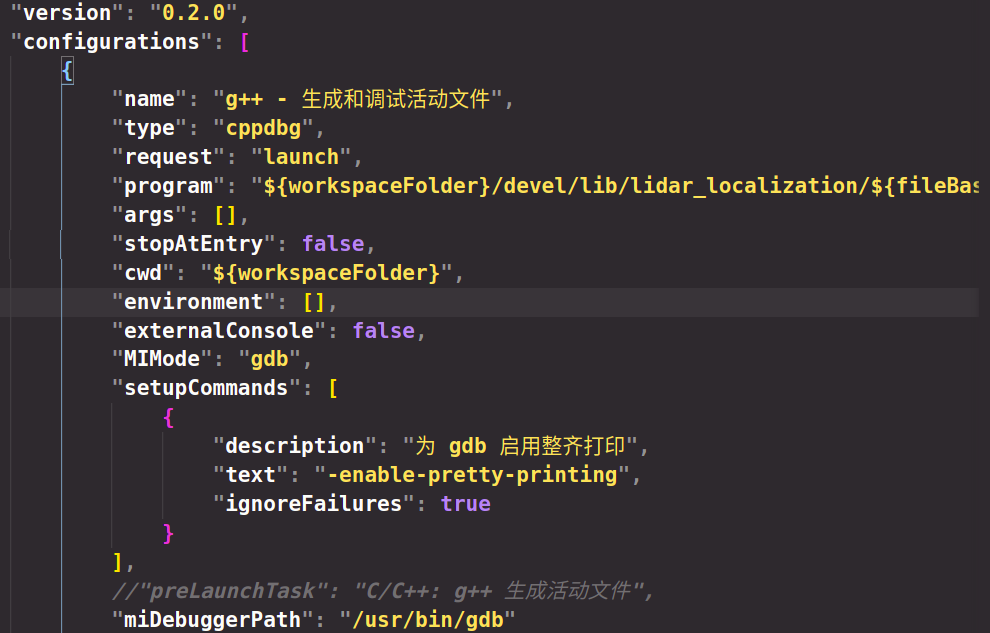 "version": "0.2.0",
"configurations": [
{
"name": "g++ - 生成和调试活动文件",
"type": "cppdbg",
"request": "launch",
"program": "${workspaceFolder}/devel/lib/lidar_localization/${fileBas
"args": [],
"stopAtEntry": false,
"cwd": "${workspaceFolder}",
"environment": [],
"externalConsole": false,
"MIMode": "gdb",
"setupCommands": [
{
"description": "为 gdb 启用整齐打印",
"text": "-enable-pretty-printing",
"ignoreFailures": true
}
],
//"preLaunchTask": "C/C++: g++ 生成活动文件",
"miDebuggerPath": "/usr/bin/gdb"